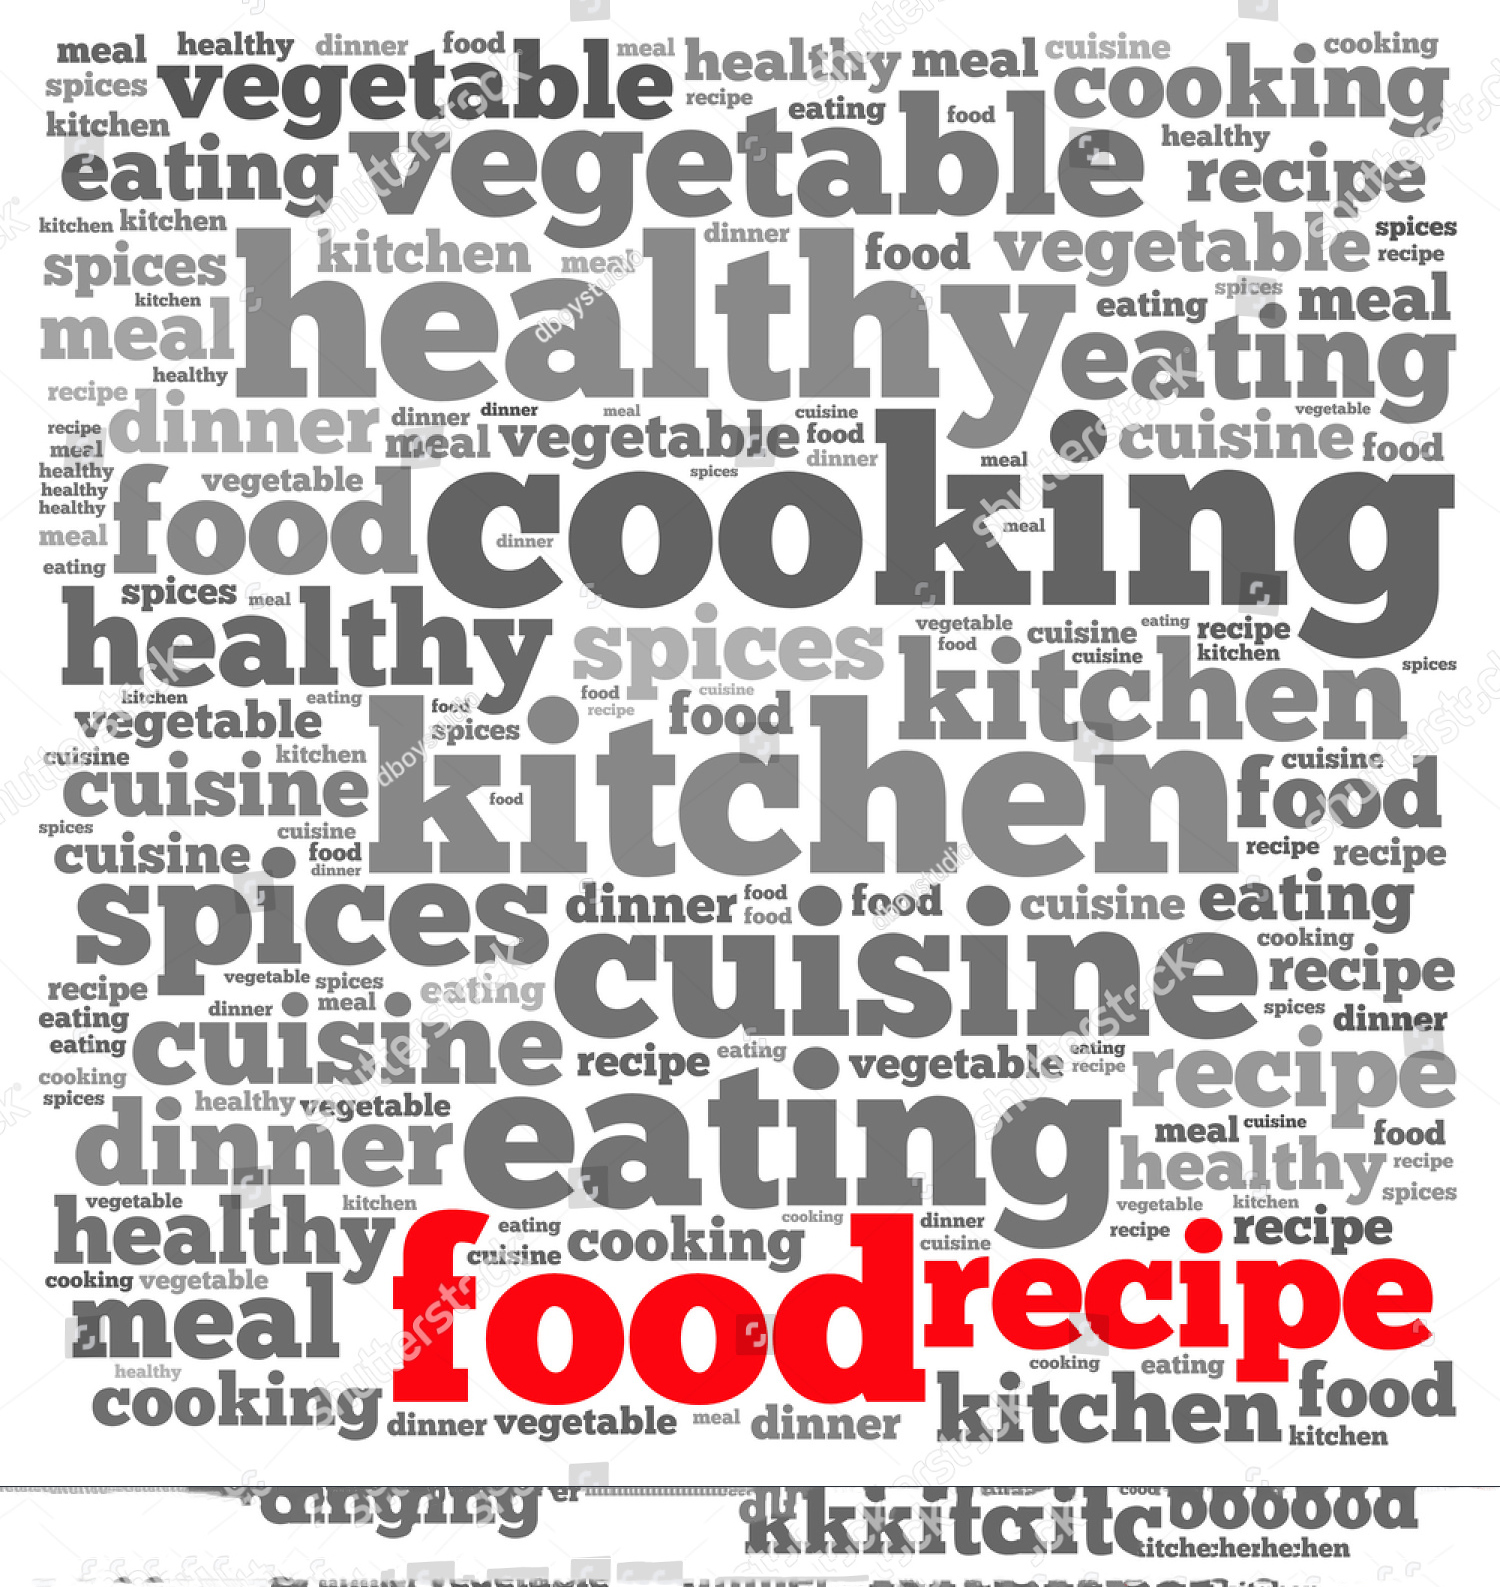 meal healthy dinner food meal healthy meal cuisine cooking
spices vegetable recipe eating food cooking
kitchen eating vegetable healthy recipe
kitchen kitchen dinner food vegetable spices
spices kitchen meal recipe
kitchen healthy eating spices meal
meal healthy eating
recipe dinner dinner dinner meal cuisine vegetable
recipe meal vegetable food cuisine food
meal dinner meal
healthy vegetable spices cooking
healthy food
healthy meal
meal dinner
eating
spices meal vegetable cuisine eating recipe
healthy spices food cuisine kitchen spices
kitchen eating food cuisine kitchen
vegetable food recipe food
spices
cuisine kitchen kitchen cuisine
cuisine food food
spices cuisine recipe recipe
cuisine food
dinner
spices dinner food food cuisine eating
food cuisine cooking
recipe vegetable spices eating recipe
eating dinner meal spices dinner
eating cuisine recipe eating vegetable eating recipe
cooking recipe
spices healthy vegetable eating meal cuisine food
dinner healthy recipe
vegetable kitchen vegetable kitchen spices
healthy eating cooking cooking dinner recipe recipe
cuisine cuisine
cooking vegetable food recipe
meal
healthy cooking eating food
cooking dinner vegetable meal dinner kitchen kitchen
shutterstock
dboystudio